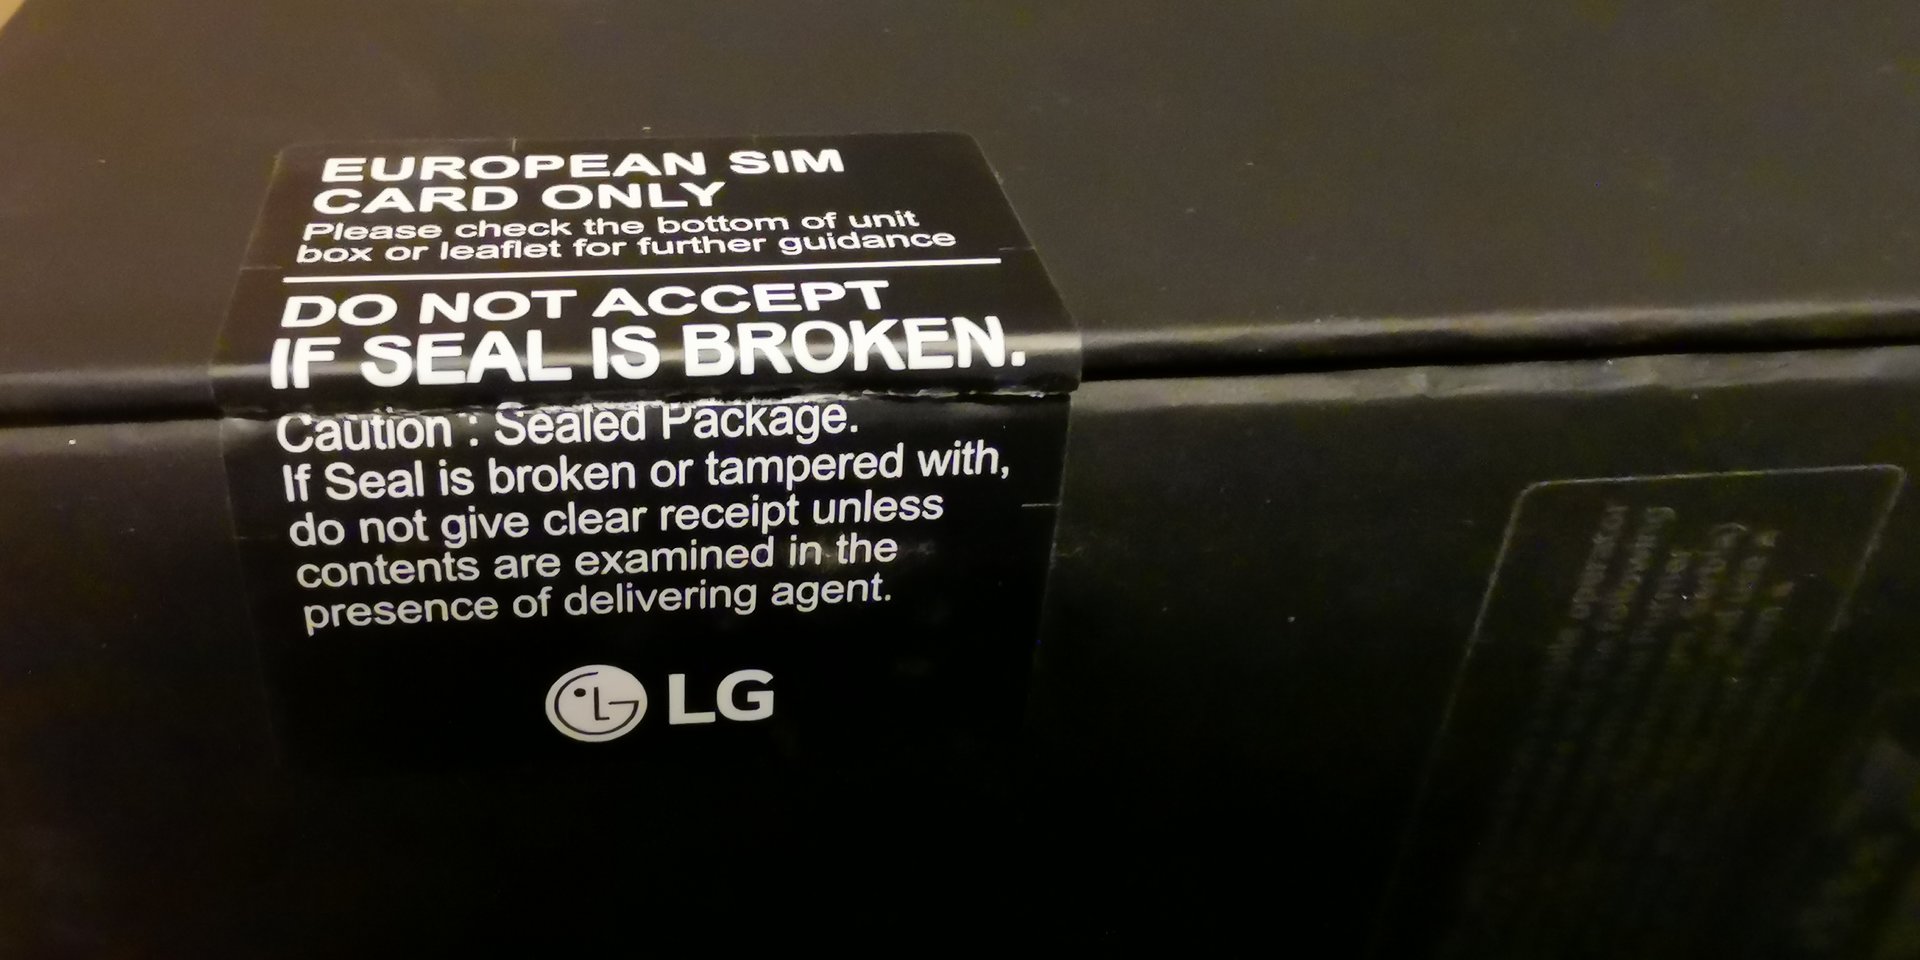 EUROPEAN SIM
CARD ONLY
Please check the bottom of unit
box or leaflet for further guidance
DO NOT ACCEPT
IF SEAL IS BROKEN.
Caution : Sealed Package.
If Seal is broken or tampered with,
do not give clear receipt unless
contents are examined in the
presence of delivering agent.
LG
operator
following